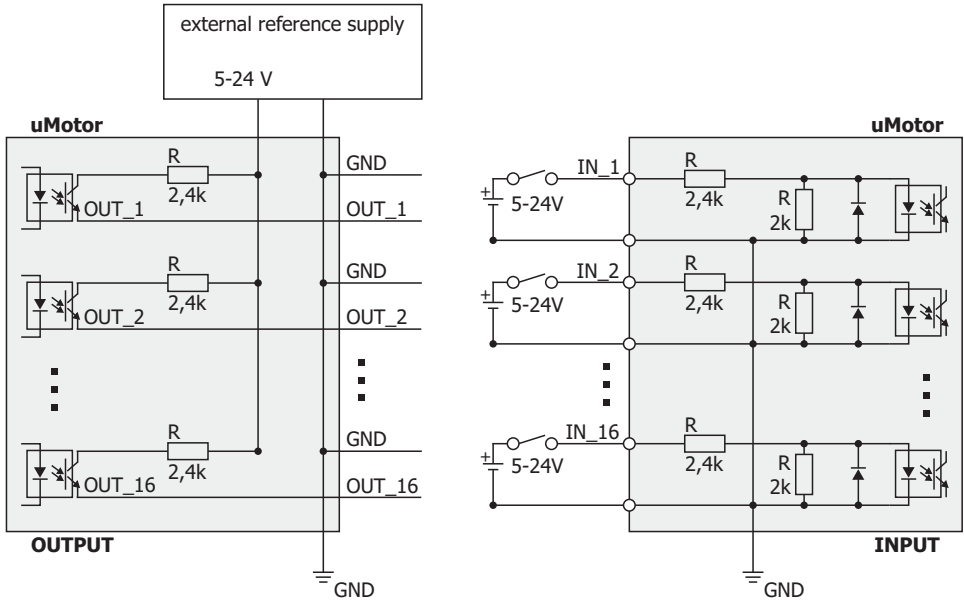 external reference supply
5-24 V
uMotor
R
2,4k
GND
OUT_1
OUT_1
R
2,4k
GND
OUT_2
OUT_2
R
2,4k
GND
OUT_16
OUT_16
OUTPUT
GND
uMotor
IN_1
R
2,4k
R
2k
+
5-24V
IN_2
R
2,4k
R
2k
+
5-24V
IN_16
R
2,4k
R
2k
+
5-24V
INPUT
GND